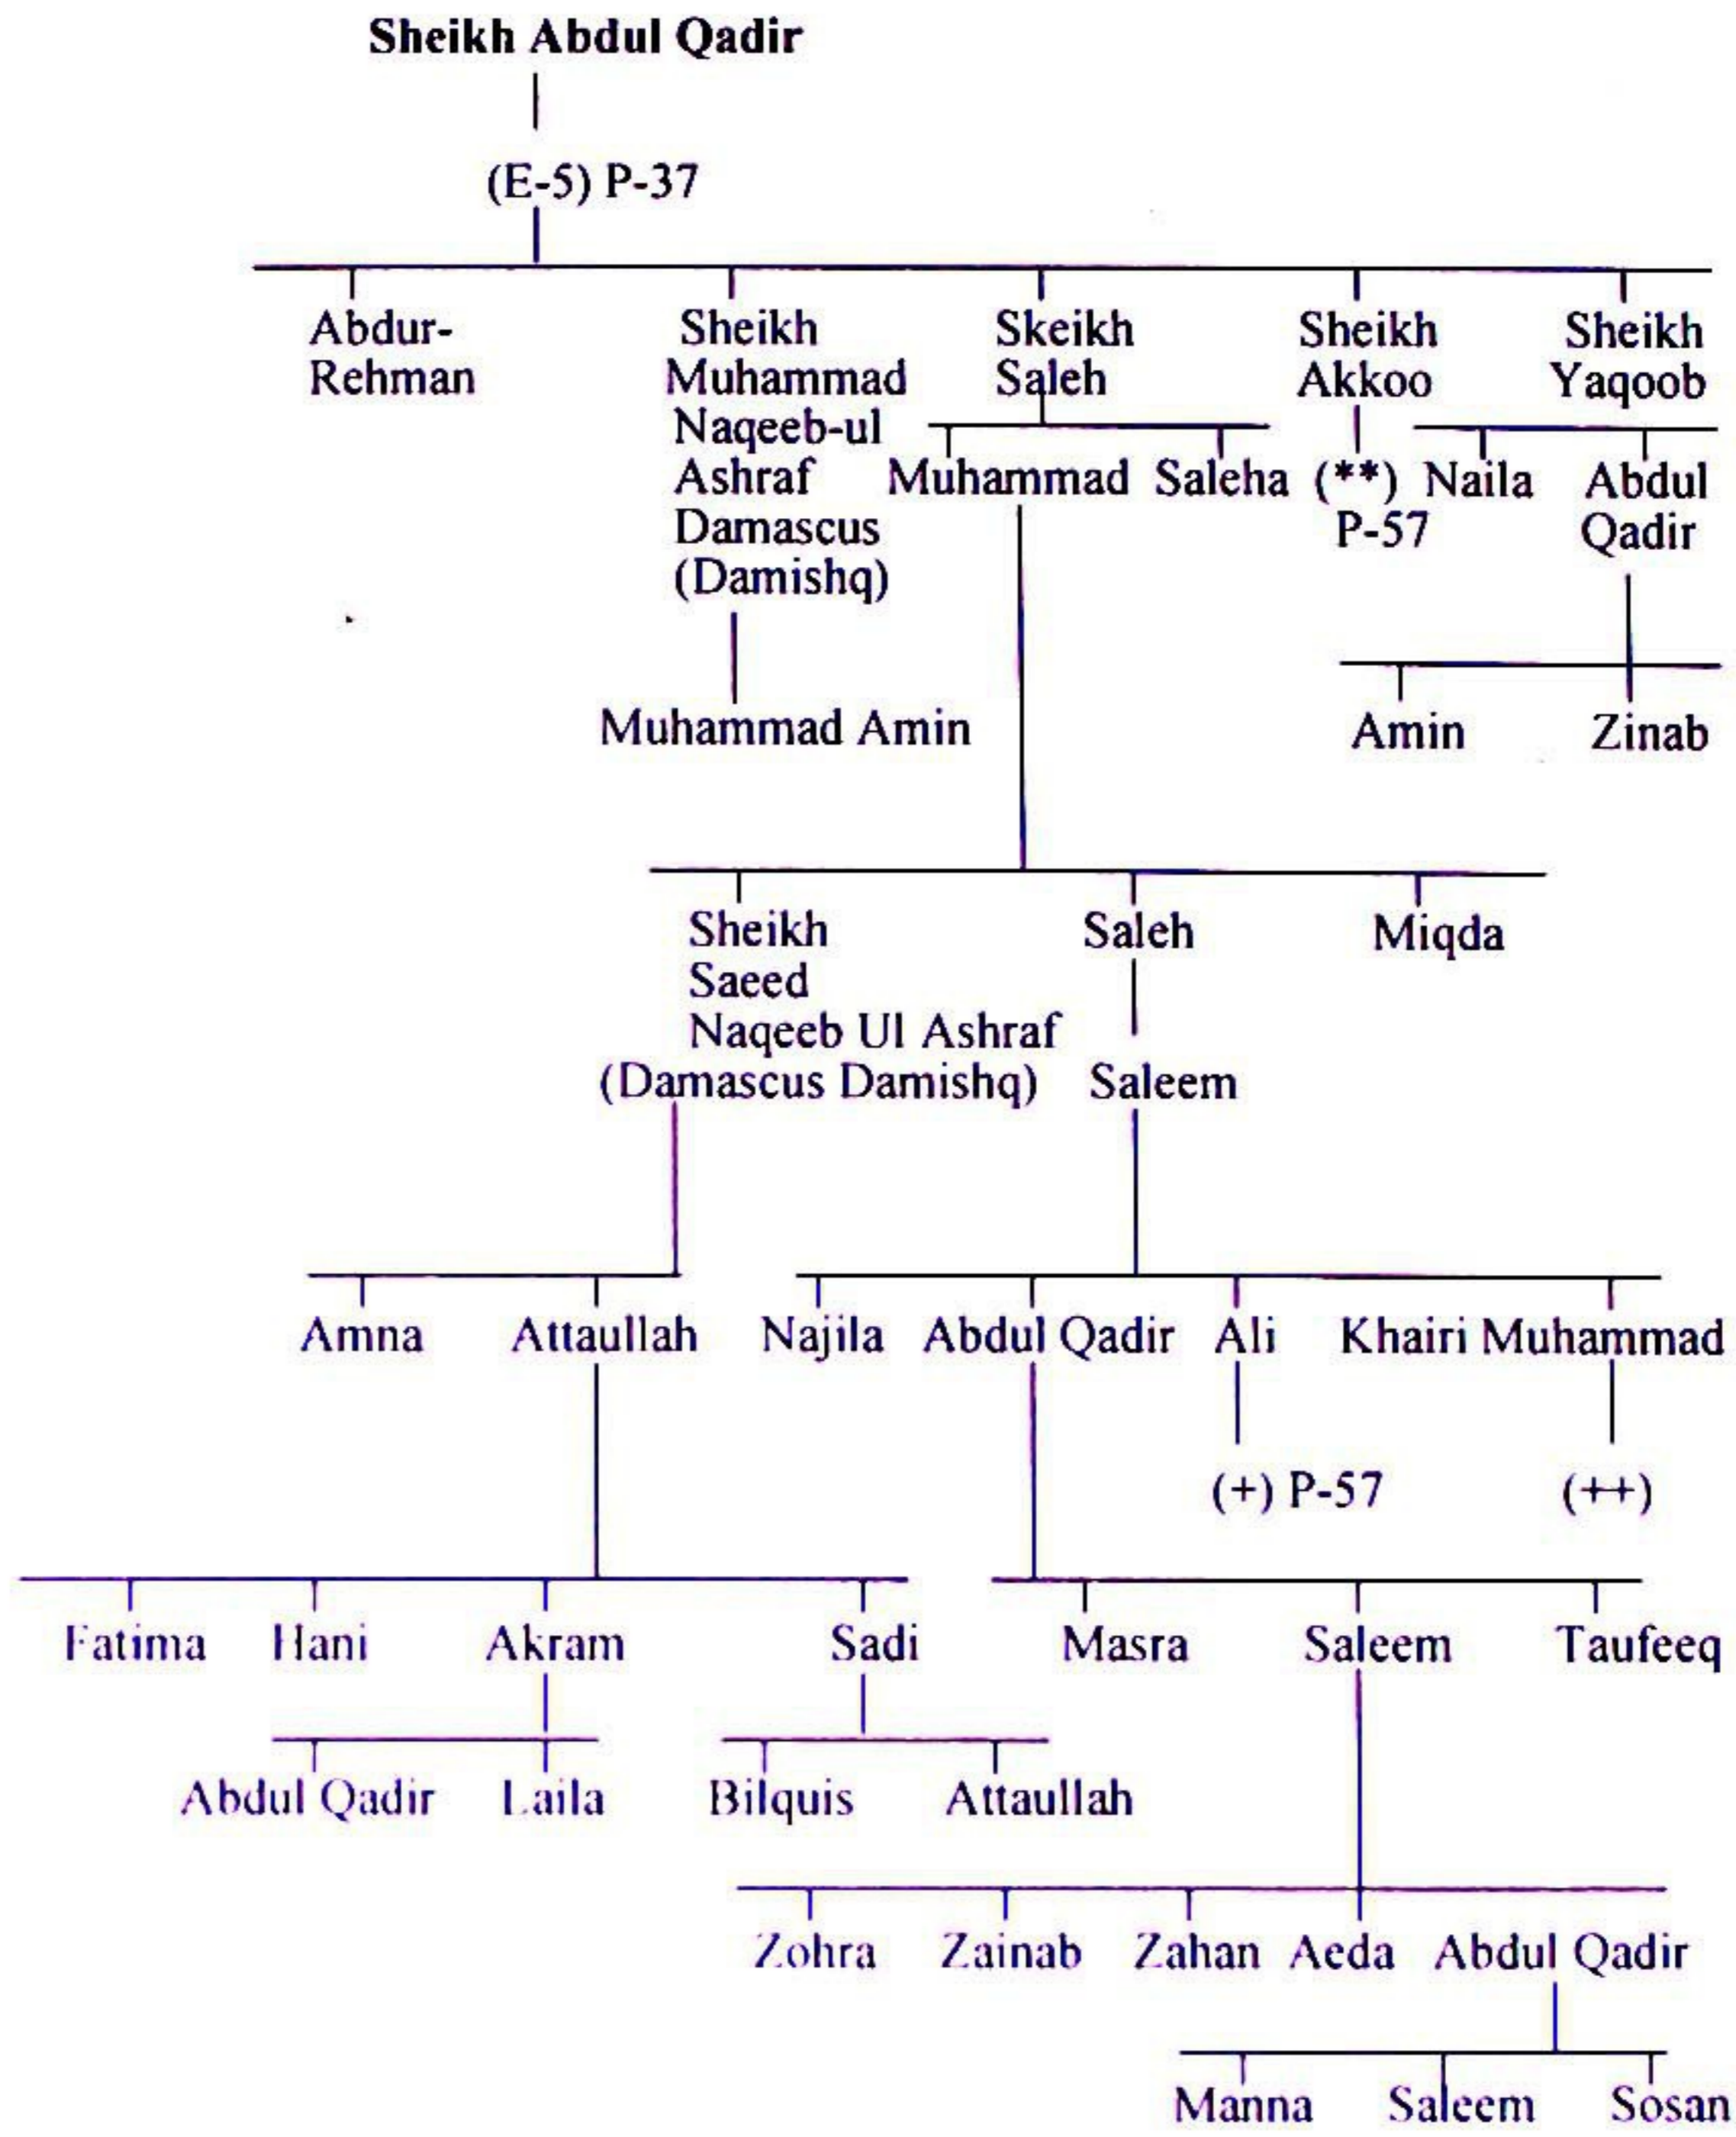 Sheikh Abdul Qadir
(E-5) P-37
Abdur-
Rehman
Sheikh
Muhammad
Naqeeb-ul
Ashraf
Damascus
(Damishq)
Skeikh
Saleh
Sheikh
Akkoo
Sheikh
Yaqoob
Muhammad
Saleha
(**)
P-57
Naila
Abdul
Qadir
Muhammad Amin
Amin
Zinab
Sheikh
Saeed
Naqeeb Ul Ashraf
(Damascus Damishq)
Saleh
Miqda
Saleem
Amna
Attaullah
Najila
Abdul Qadir
Ali
Khairi Muhammad
(+) P-57
(++)
Fatima
Hani
Akram
Sadi
Masra
Saleem
Taufeeq
Abdul Qadir
Laila
Bilquis
Attaullah
Zohra
Zainab
Zahan
Aeda
Abdul Qadir
Manna
Saleem
Sosan